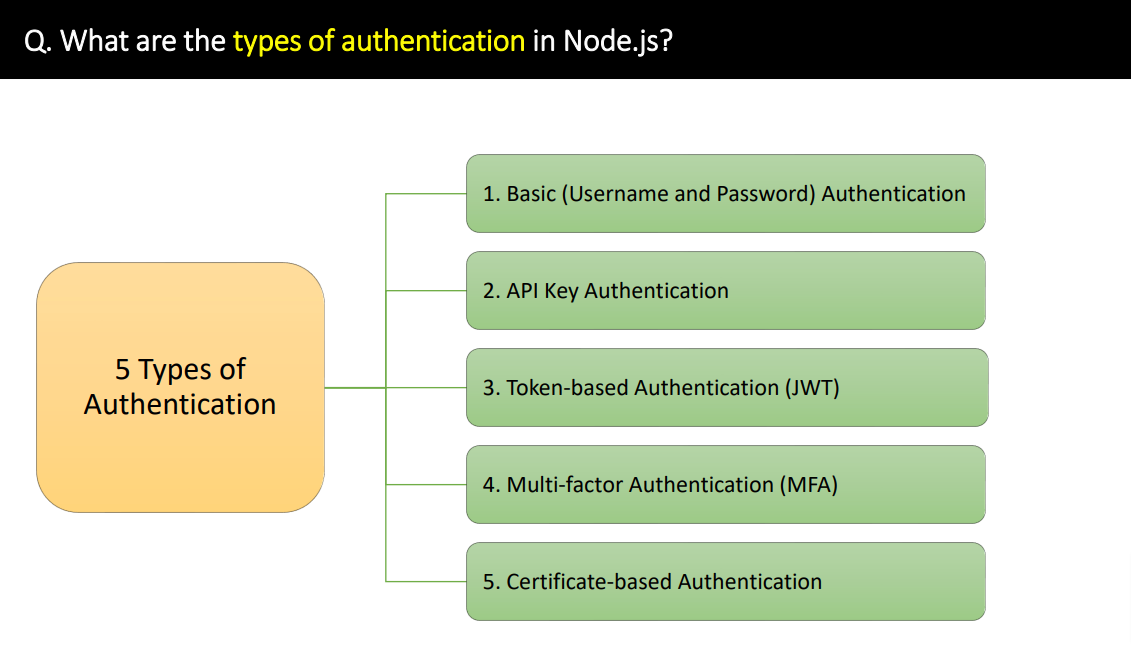 Q. What are the types of authentication in Node.js?
5 Types of
Authentication
1. Basic (Username and Password) Authentication
2. API Key Authentication
3. Token-based Authentication (JWT)
4. Multi-factor Authentication (MFA)
5. Certificate-based Authentication